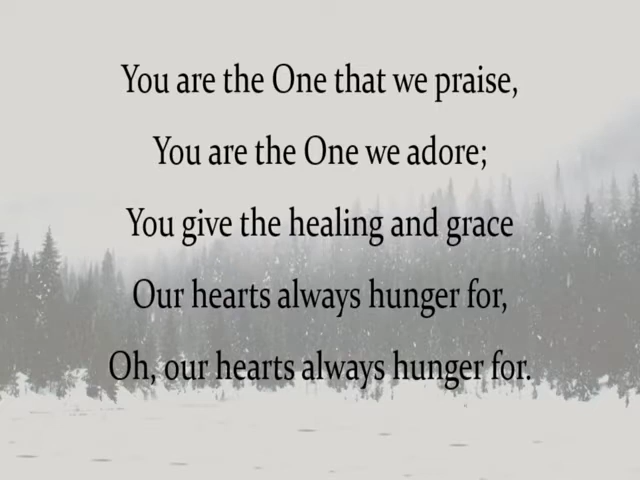 You are the One that we praise,
You are the One we adore;
You give the healing and grace
Our hearts always hunger for,
Oh, our hearts always hunger for.